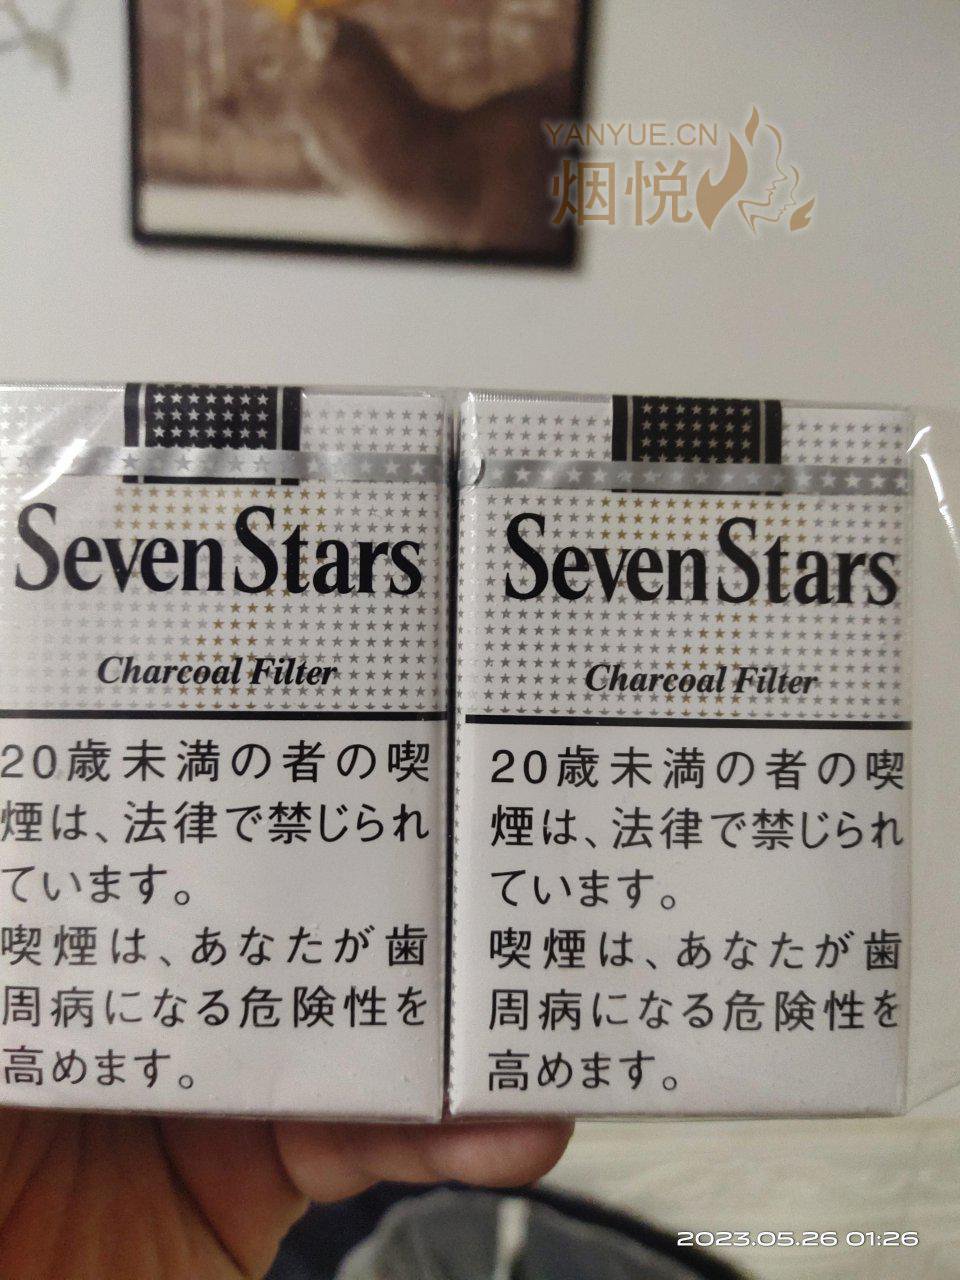 YANYUE.CN
烟悦
SevenStars
Charcoal Filter
20歳未満の者の喫
煙は、法律で禁じられ
ています。
喫煙は、あなたが歯
周病になる危険性を
高めます。
SevenStars
Charcoal Filter
20歳未満の者の喫
煙は、法律で禁じられ
ています。
喫煙は、あなたが歯
周病になる危険性を
高めます。
2023.05.26 01:26